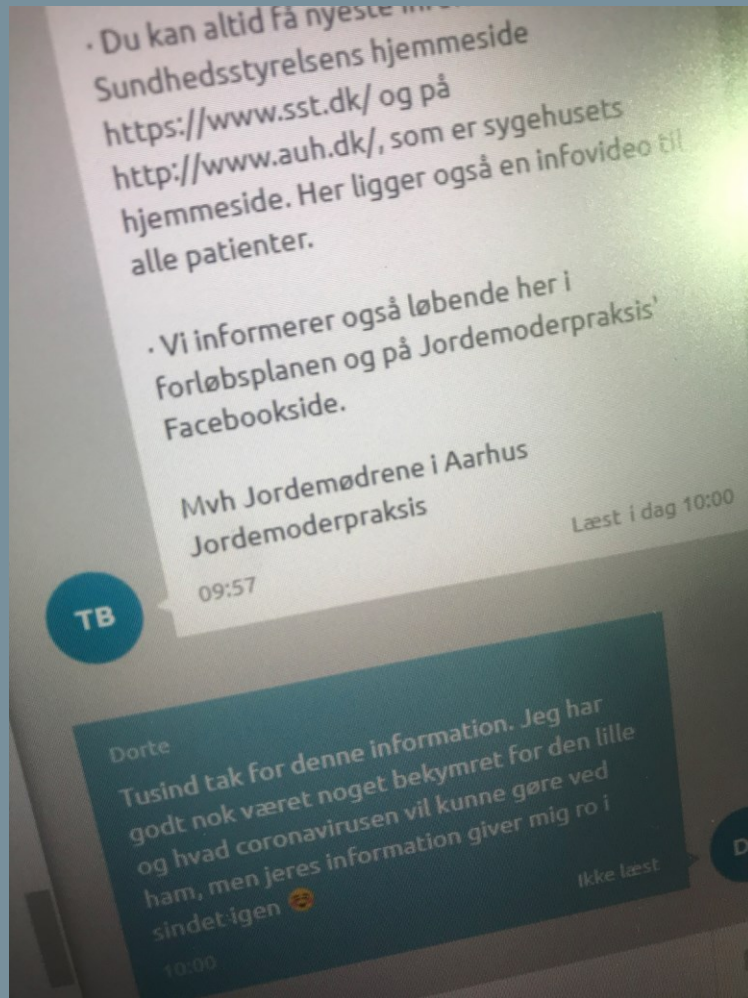 · Du kan altid få nyeste
Sundhedsstyrelsens hjemmeside
https://www.sst.dk/ og på
http://www.auh.dk/, som er sygehusets
hjemmeside. Her ligger også en infovideo til
alle patienter.
· Vi informerer også løbende her i
forløbsplanen og på Jordemoderpraksis'
Facebookside.
Mvh Jordemødrene i Aarhus
Jordemoderpraksis
Læst i dag 10:00
09:57
TB
Dorte
Tusind tak for denne information. Jeg har
godt nok været noget bekymret for den lille
og hvad coronavirusen vil kunne gøre ved
ham, men jeres information giver mig ro i
sindet igen 😊
Ikke læst
10:00
D